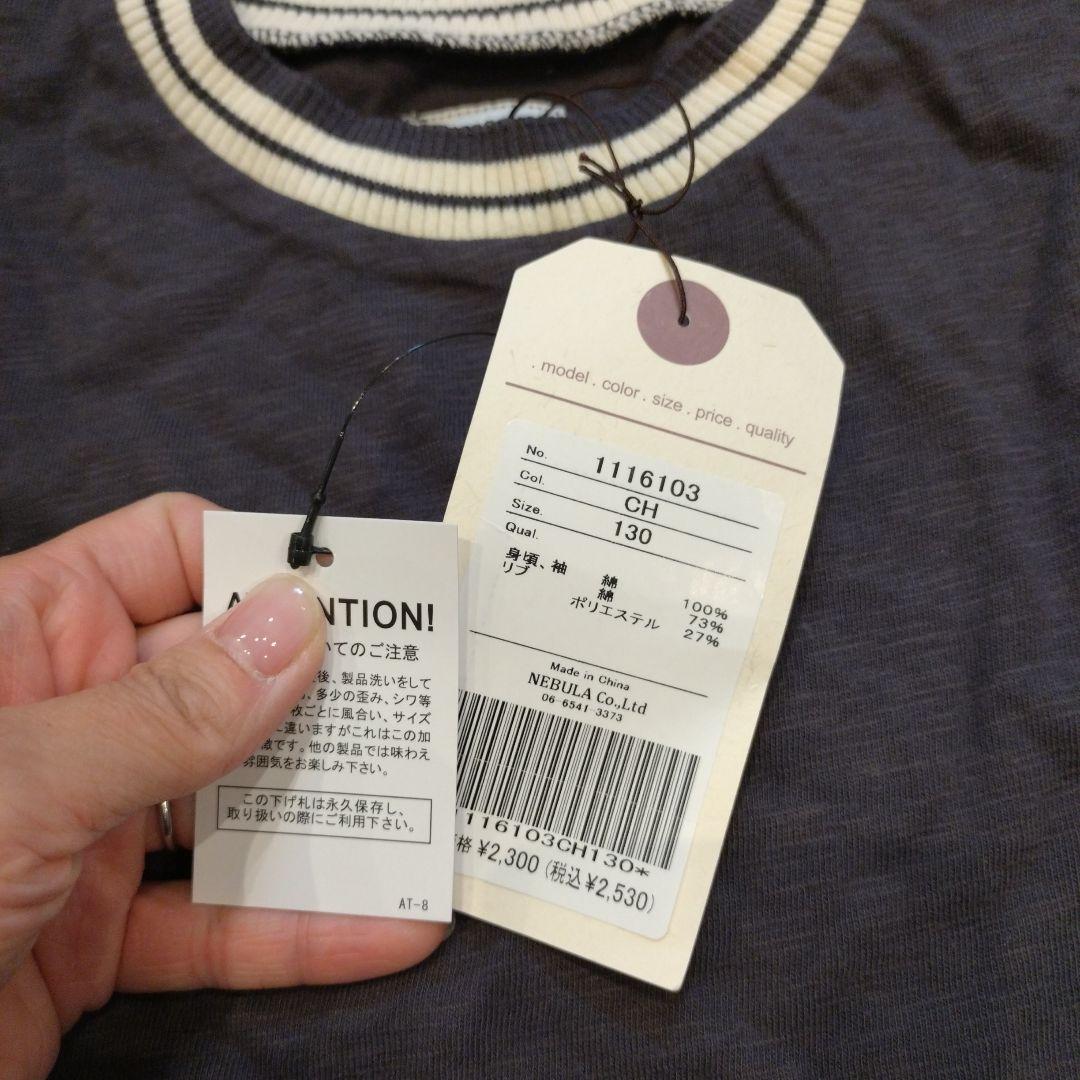 . model . color . size . price . quality
No. 1116103
Col. CH
Size. 130
Qual.
身頃、袖 綿 100%
リブ 綿 73%
ポリエステル 27%
Made in China
NEBULA Co.,Ltd
06-6541-3373
116103CH130*
格 ¥2,300 (税込¥2,530)
NTION!
いてのご注意
後、製品洗いをして
、多少の歪み、シワ等
枚ごとに風合い、サイズ
違いますがこれはこの加
徴です。他の製品では味わえ
雰囲気をお楽しみ下さい。
この下げ札は永久保存し、
取り扱いの際にご利用下さい。
AT-8